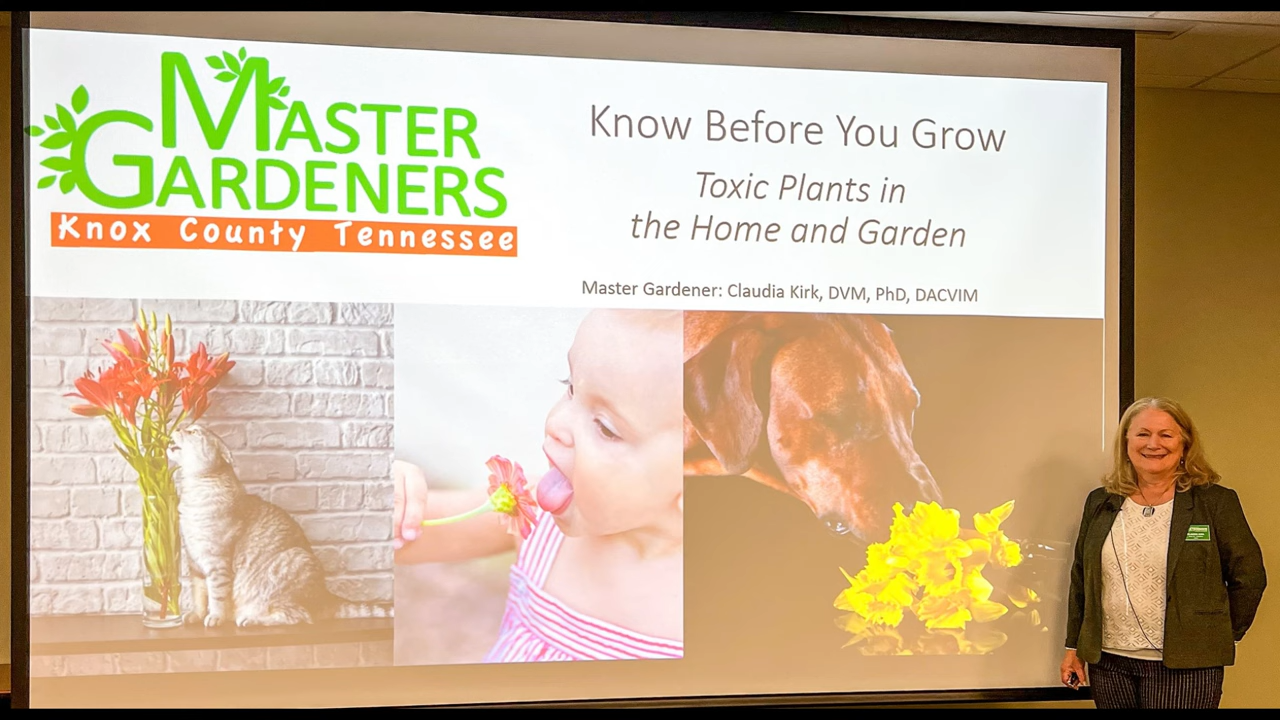 MASTER
GARDENERS
Knox County Tennessee
Know Before You Grow
Toxic Plants in
the Home and Garden
Master Gardener: Claudia Kirk, DVM, PhD, DACVIM